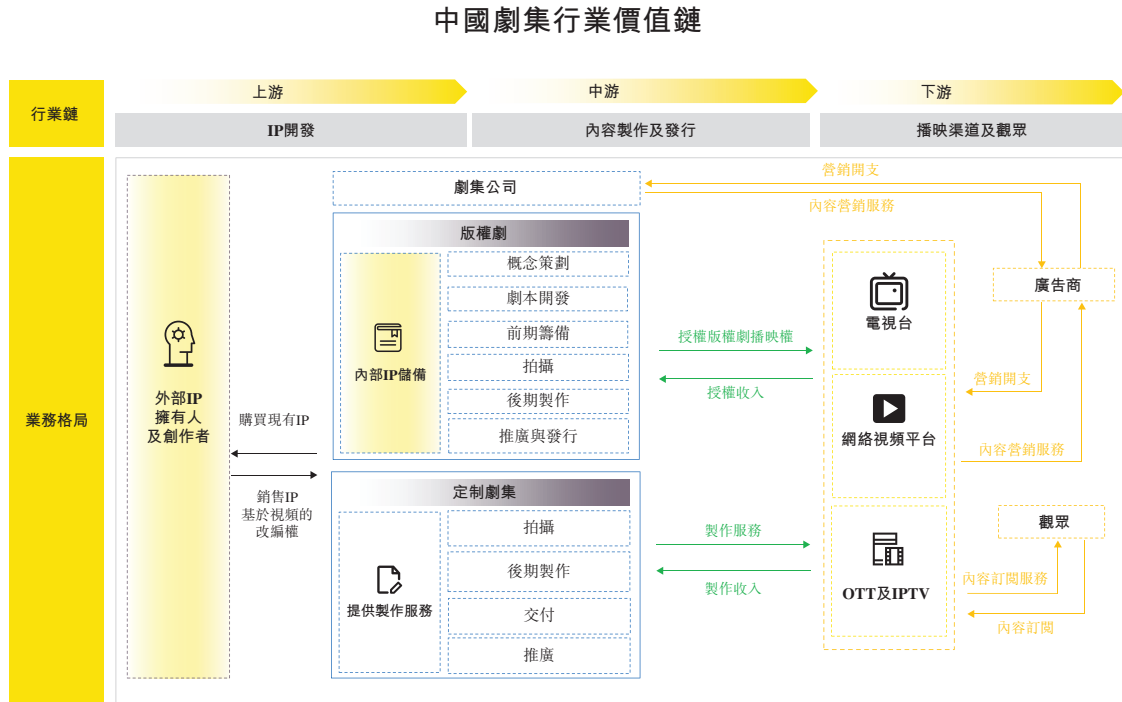 中國劇集行業價值鏈
行業鏈
上游
中游
下游
IP開發
內容製作及發行
播映渠道及觀眾
業務格局
外部IP
擁有人
及創作者
購買現有IP
銷售IP
基於視頻的
改編權
劇集公司
版權劇
內部IP儲備
概念策劃
劇本開發
前期籌備
拍攝
後期製作
推廣與發行
定制劇集
提供製作服務
拍攝
後期製作
交付
推廣
授權版權劇播映權
授權收入
製作服務
製作收入
電視台
網絡視頻平台
OTT及IPTV
營銷開支
內容營銷服務
廣告商
營銷開支
內容營銷服務
觀眾
內容訂閱服務
內容訂閱